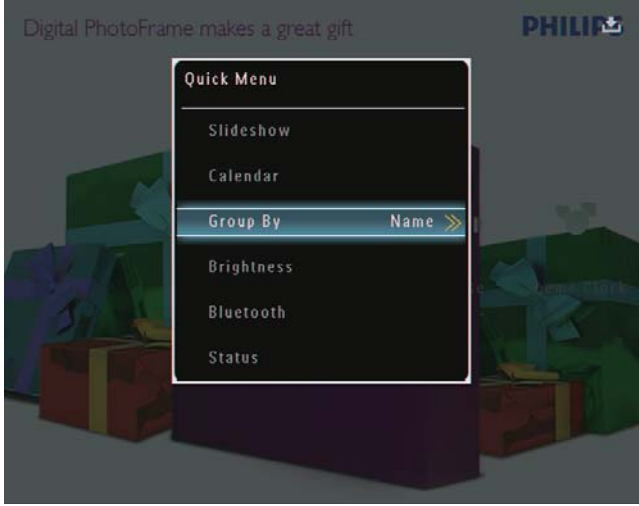 Digital PhotoFrame makes a great gift
PHILIPS
Quick Menu
Slideshow
Calendar
Group By Name
Brightness
Bluetooth
Status